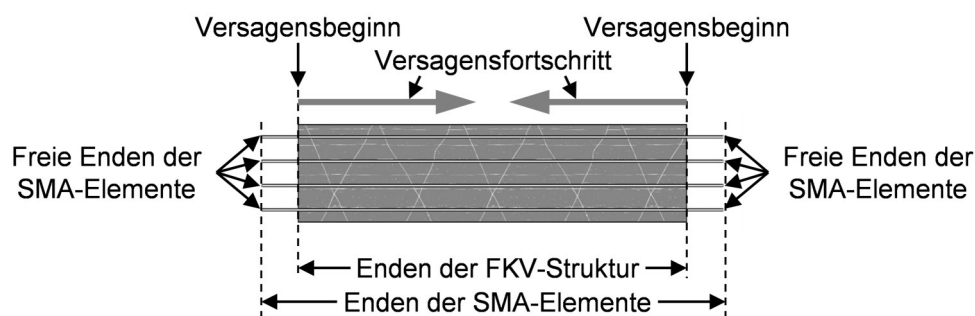 Versagensbeginn
Versagensbeginn
Versagensfortschritt
Freie Enden der
SMA-Elemente
Freie Enden der
SMA-Elemente
Enden der FKV-Struktur
Enden der SMA-Elemente